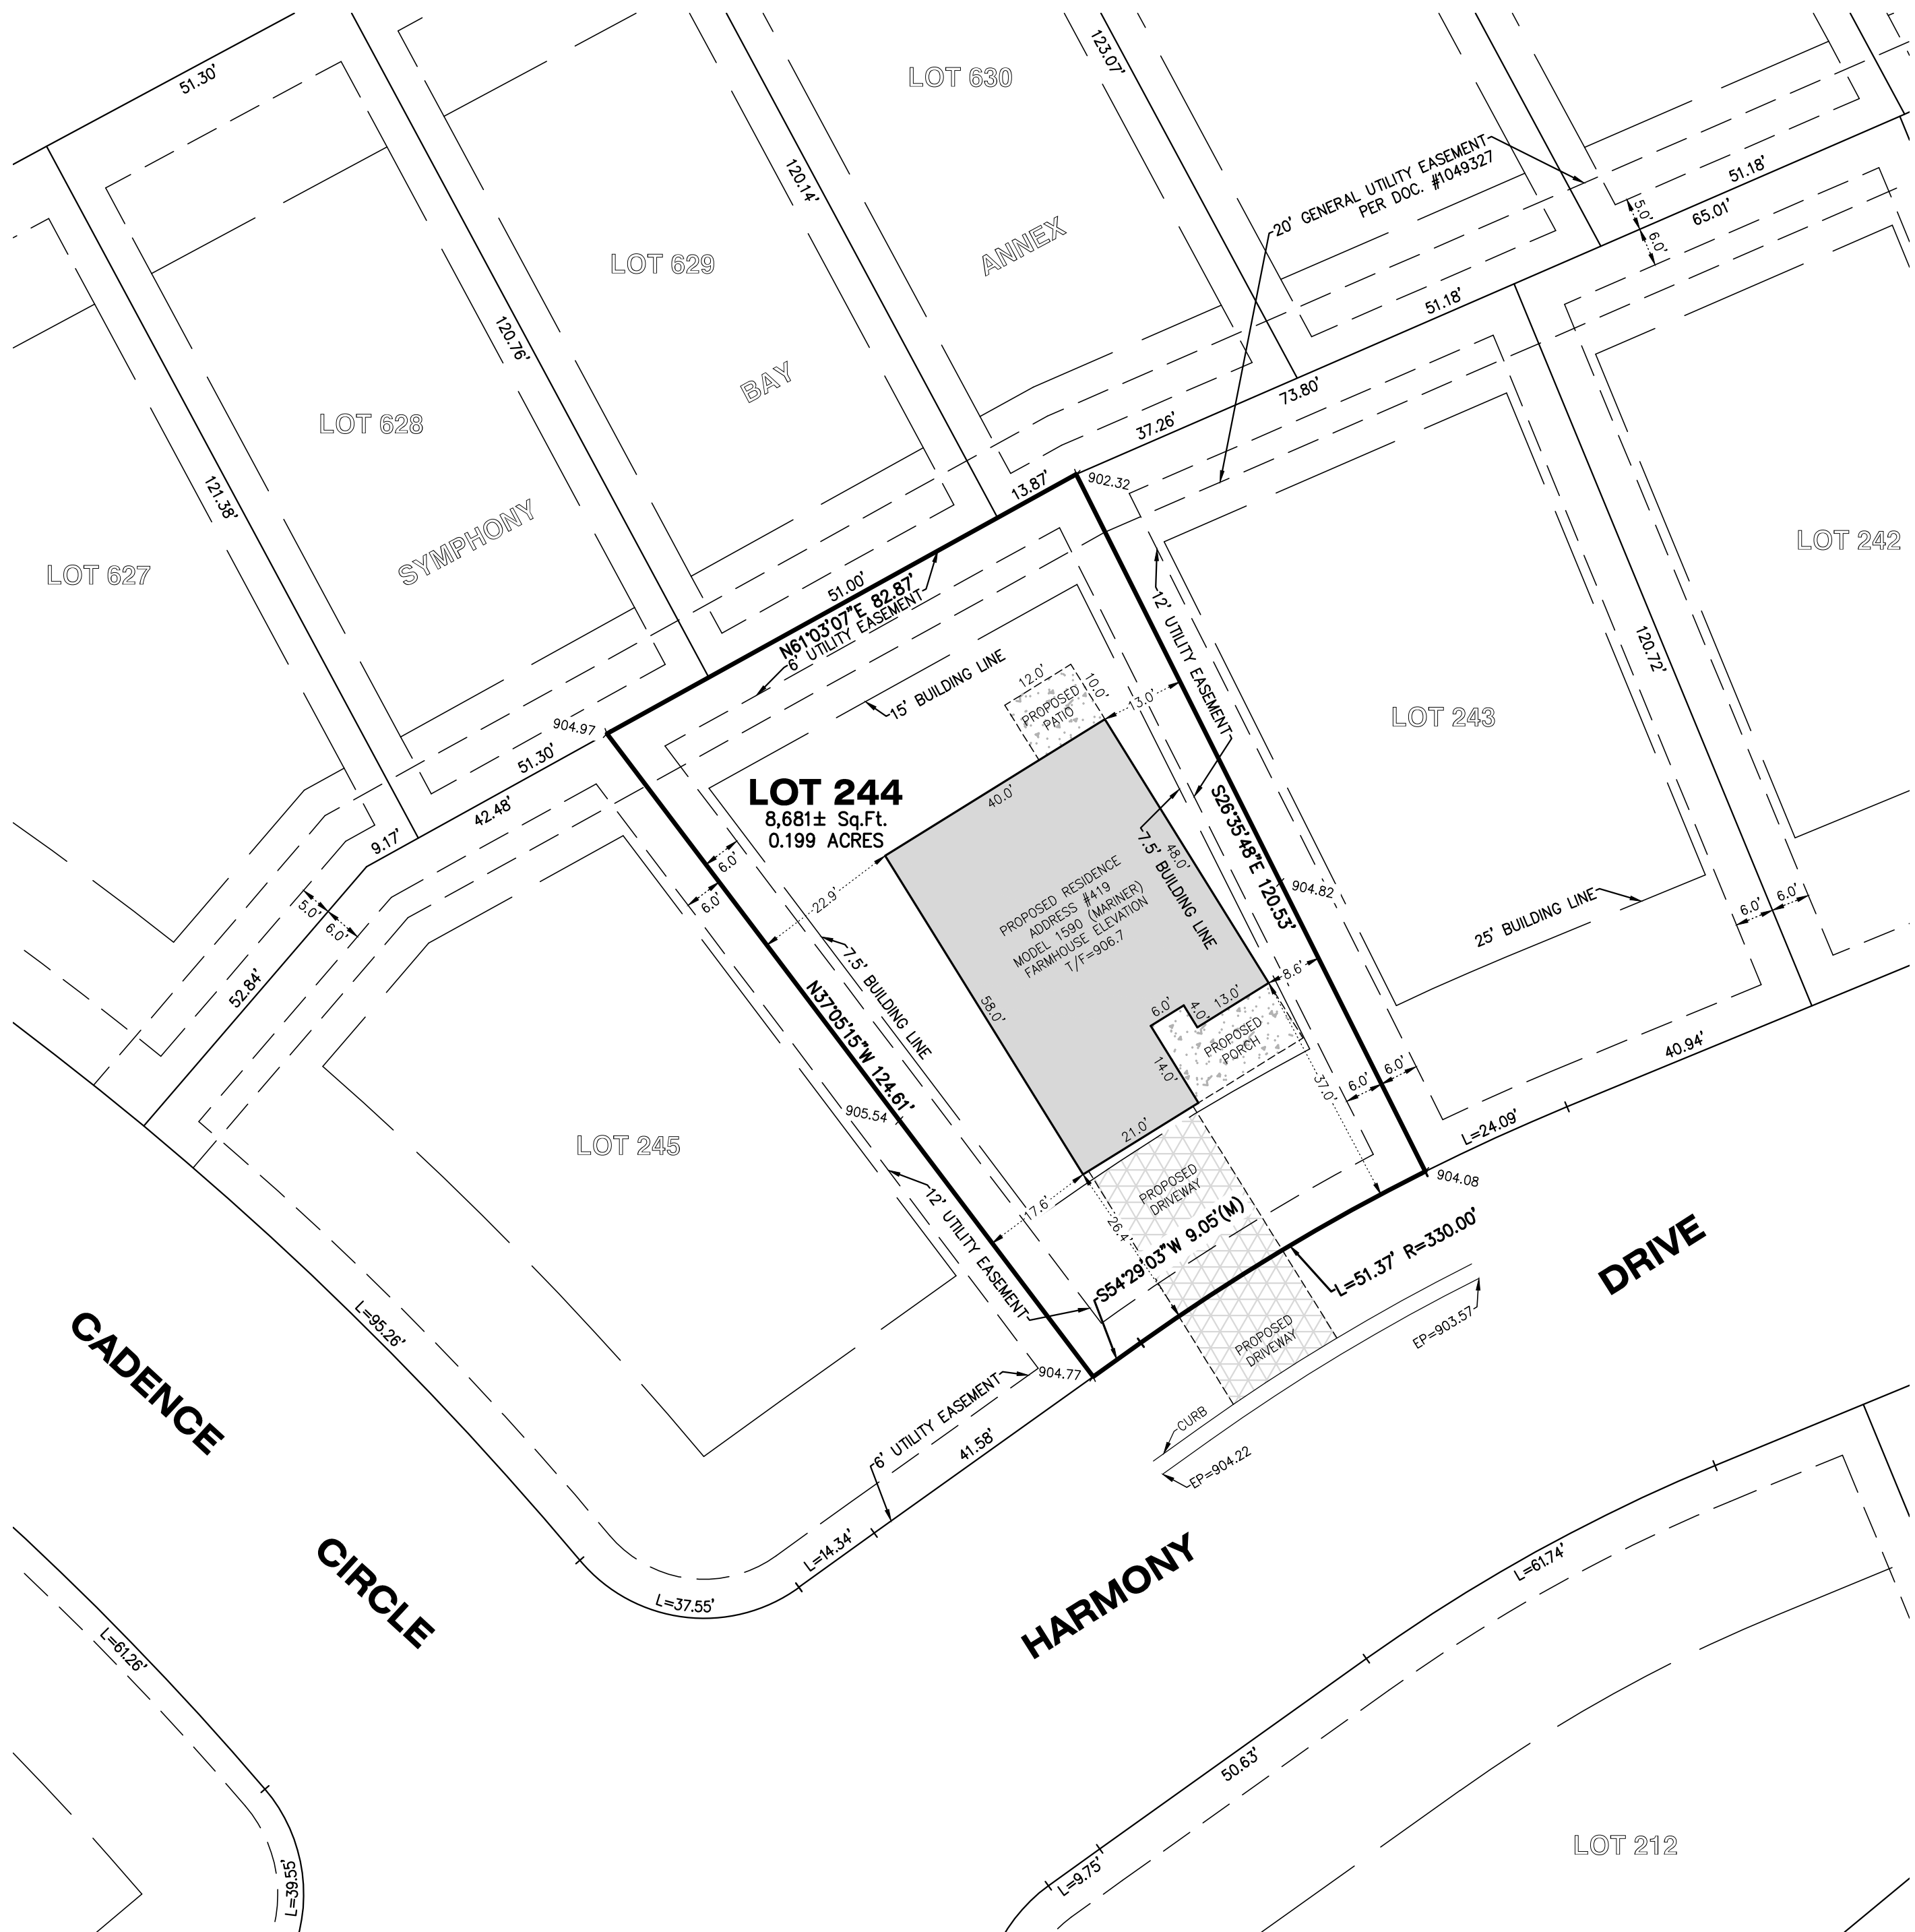 51.30'
123.07'
LOT 630
120.14'
20' GENERAL UTILITY EASEMENT
PER DOC. #1049327
51.18'
65.01'
5.0'
6.0'
ANNEX
LOT 629
120.76'
BAY
51.18'
73.80'
37.26'
LOT 628
121.38'
SYMPHONY
LOT 627
13.87'
902.32
LOT 242
51.00'
N61°03'07"E 82.87'
6' UTILITY EASEMENT
12' UTILITY EASEMENT
120.72'
15' BUILDING LINE
12.0'
10.0'
PROPOSED
PATIO
13.0'
LOT 243
904.97
51.30'
42.48'
9.17'
LOT 244
8,681± Sq.Ft.
0.199 ACRES
40.0'
48.0'
7.5' BUILDING LINE
S26°35'48"E 120.53'
904.82
25' BUILDING LINE
6.0'
6.0'
6.0'
6.0'
22.9'
PROPOSED RESIDENCE
ADDRESS #419
MODEL 1590 (MARINER)
FARMHOUSE ELEVATION
T/F=906.7
5.0'
6.0'
52.84'
7.5' BUILDING LINE
N37°05'15"W 124.61'
58.0'
8.6'
6.0'
4.0'
13.0'
PROPOSED
PORCH
14.0'
37.0'
6.0'
6.0'
40.94'
L=24.09'
905.54
21.0'
LOT 245
904.08
PROPOSED
DRIVEWAY
17.6'
26.4'
12' UTILITY EASEMENT
S54°29'03"W 9.05'(M)
L=51.37' R=330.00'
DRIVE
EP=903.57
PROPOSED
DRIVEWAY
904.77
CURB
EP=904.22
6' UTILITY EASEMENT
41.58'
L=95.26'
CADENCE
CIRCLE
L=14.34'
L=37.55'
HARMONY
L=61.74'
L=61.26'
50.63'
L=39.55'
L=9.75'
LOT 212